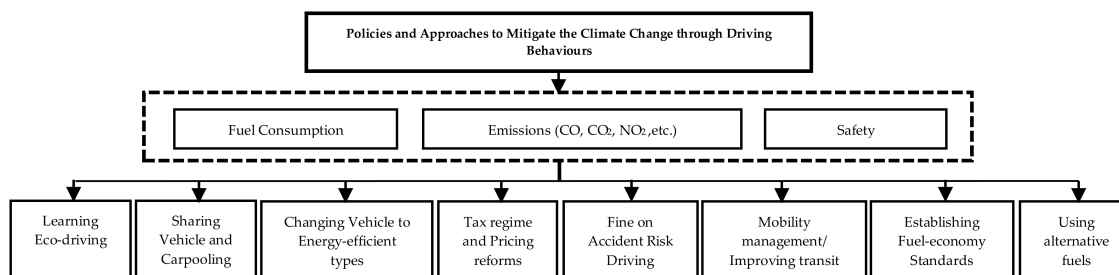 Policies and Approaches to Mitigate the Climate Change through Driving
Behaviours
Fuel Consumption
Emissions (CO, CO₂, NO₂,etc.)
Safety
Learning
Eco-driving
Sharing
Vehicle and
Carpooling
Changing Vehicle to
Energy-efficient
types
Tax regime
and Pricing
reforms
Fine on
Accident Risk
Driving
Mobility
management/
Improving transit
Establishing
Fuel-economy
Standards
Using
alternative
fuels